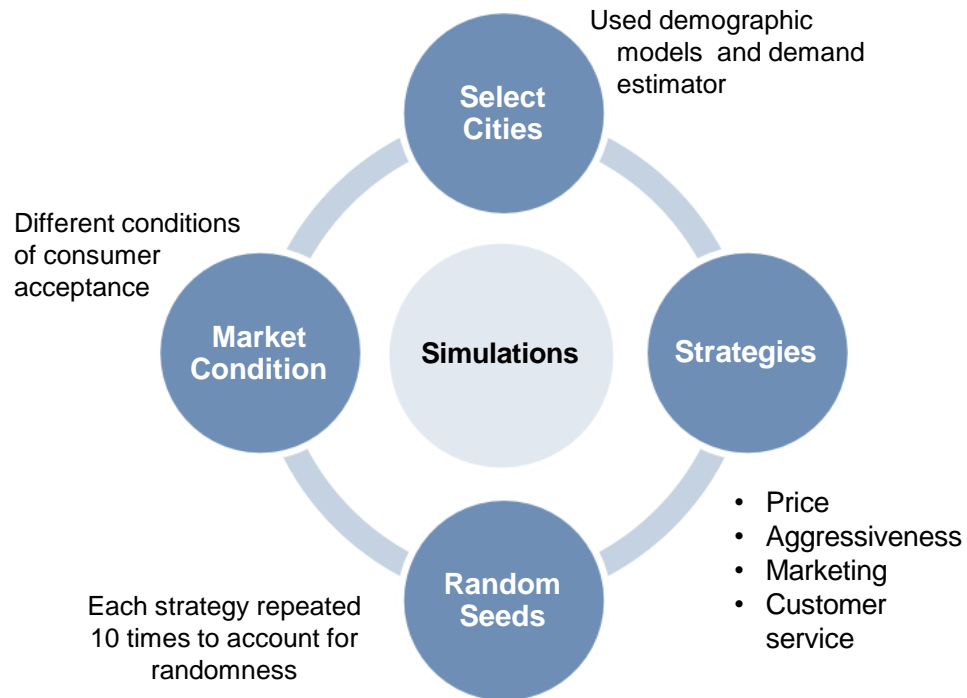 Used demographic
models and demand
estimator
Select
Cities
Different conditions
of consumer
acceptance
Market
Condition
Simulations
Strategies
• Price
• Aggressiveness
• Marketing
• Customer
service
Random
Seeds
Each strategy repeated
10 times to account for
randomness